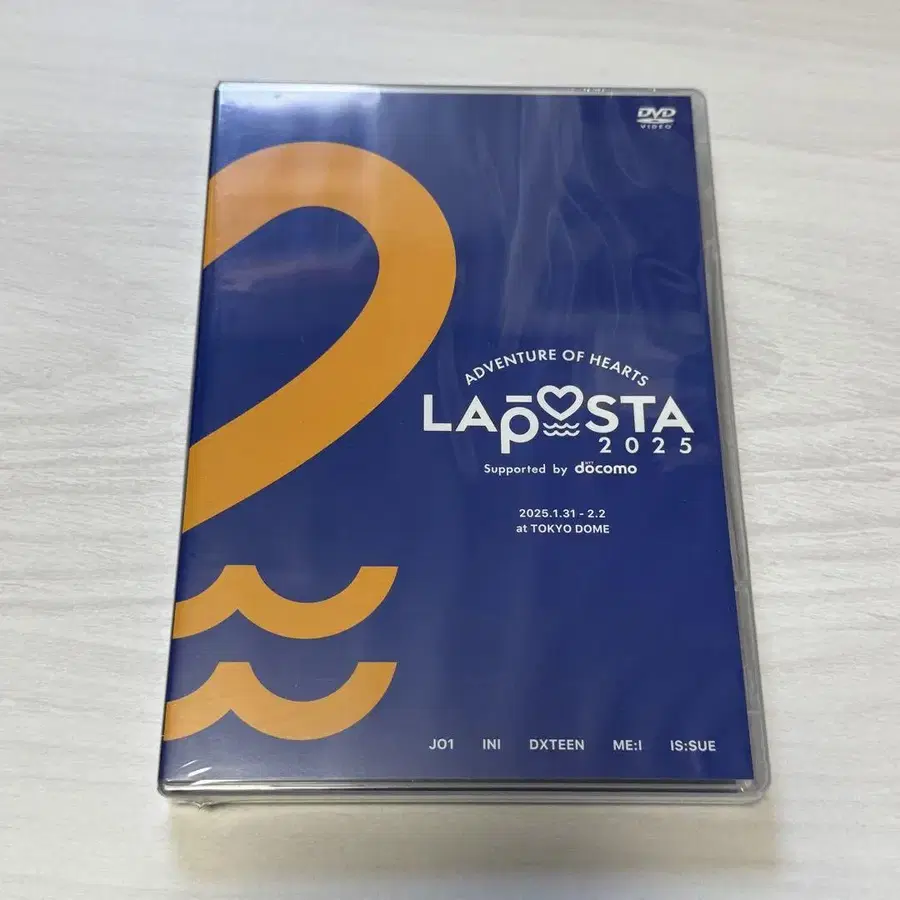 DVD
VIDEO
ADVENTURE OF HEARTS
LAPOSTA
2025
Supported by döcomo
2025.1.31 - 2.2
at TOKYO DOME
JO1 INI DXTEEN ME:I IS:SUE